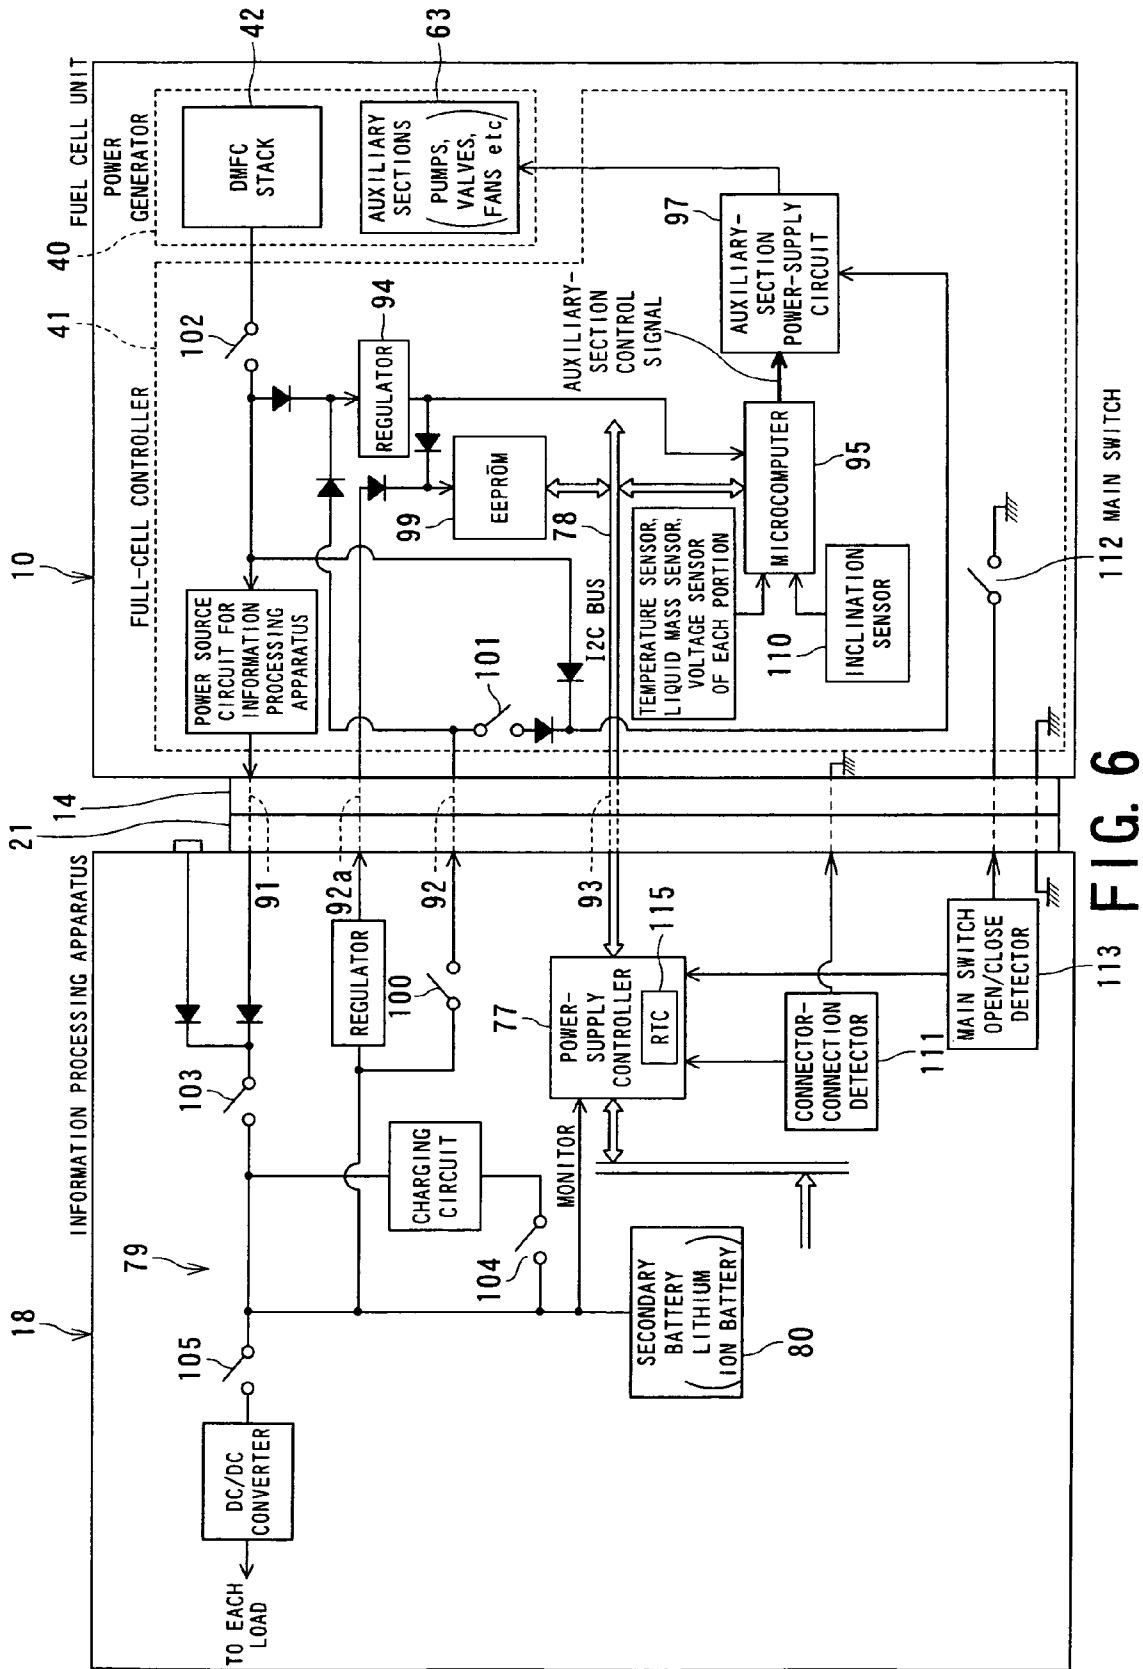 18
INFORMATION PROCESSING APPARATUS
79
TO EACH
LOAD
DC/DC
CONVERTER
105
103
91
CHARGING
CIRCUIT
104
REGULATOR
92a
100
92
MONITOR
SECONDARY
BATTERY
(LITHIUM
ION BATTERY)
80
77
POWER-
SUPPLY
CONTROLLER
RTC
115
93
CONNECTOR-
CONNECTION
DETECTOR
111
MAIN SWITCH
OPEN/CLOSE
DETECTOR
113
21
14
10
FUEL CELL UNIT
41
FULL-CELL CONTROLLER
40
POWER
GENERATOR
42
DMFC
STACK
63
AUXILIARY
SECTIONS
(PUMPS,
VALVES,
FANS etc)
POWER SOURCE
CIRCUIT FOR
INFORMATION
PROCESSING
APPARATUS
102
94
REGULATOR
99
EEPRŌM
101
I2C BUS
78
AUXILIARY-
SECTION
CONTROL
SIGNAL
97
AUXILIARY-
SECTION
POWER-SUPPLY
CIRCUIT
TEMPERATURE SENSOR,
LIQUID MASS SENSOR,
VOLTAGE SENSOR
OF EACH PORTION
MICROCOMPUTER
95
110
INCLINATION
SENSOR
112 MAIN SWITCH
FIG. 6